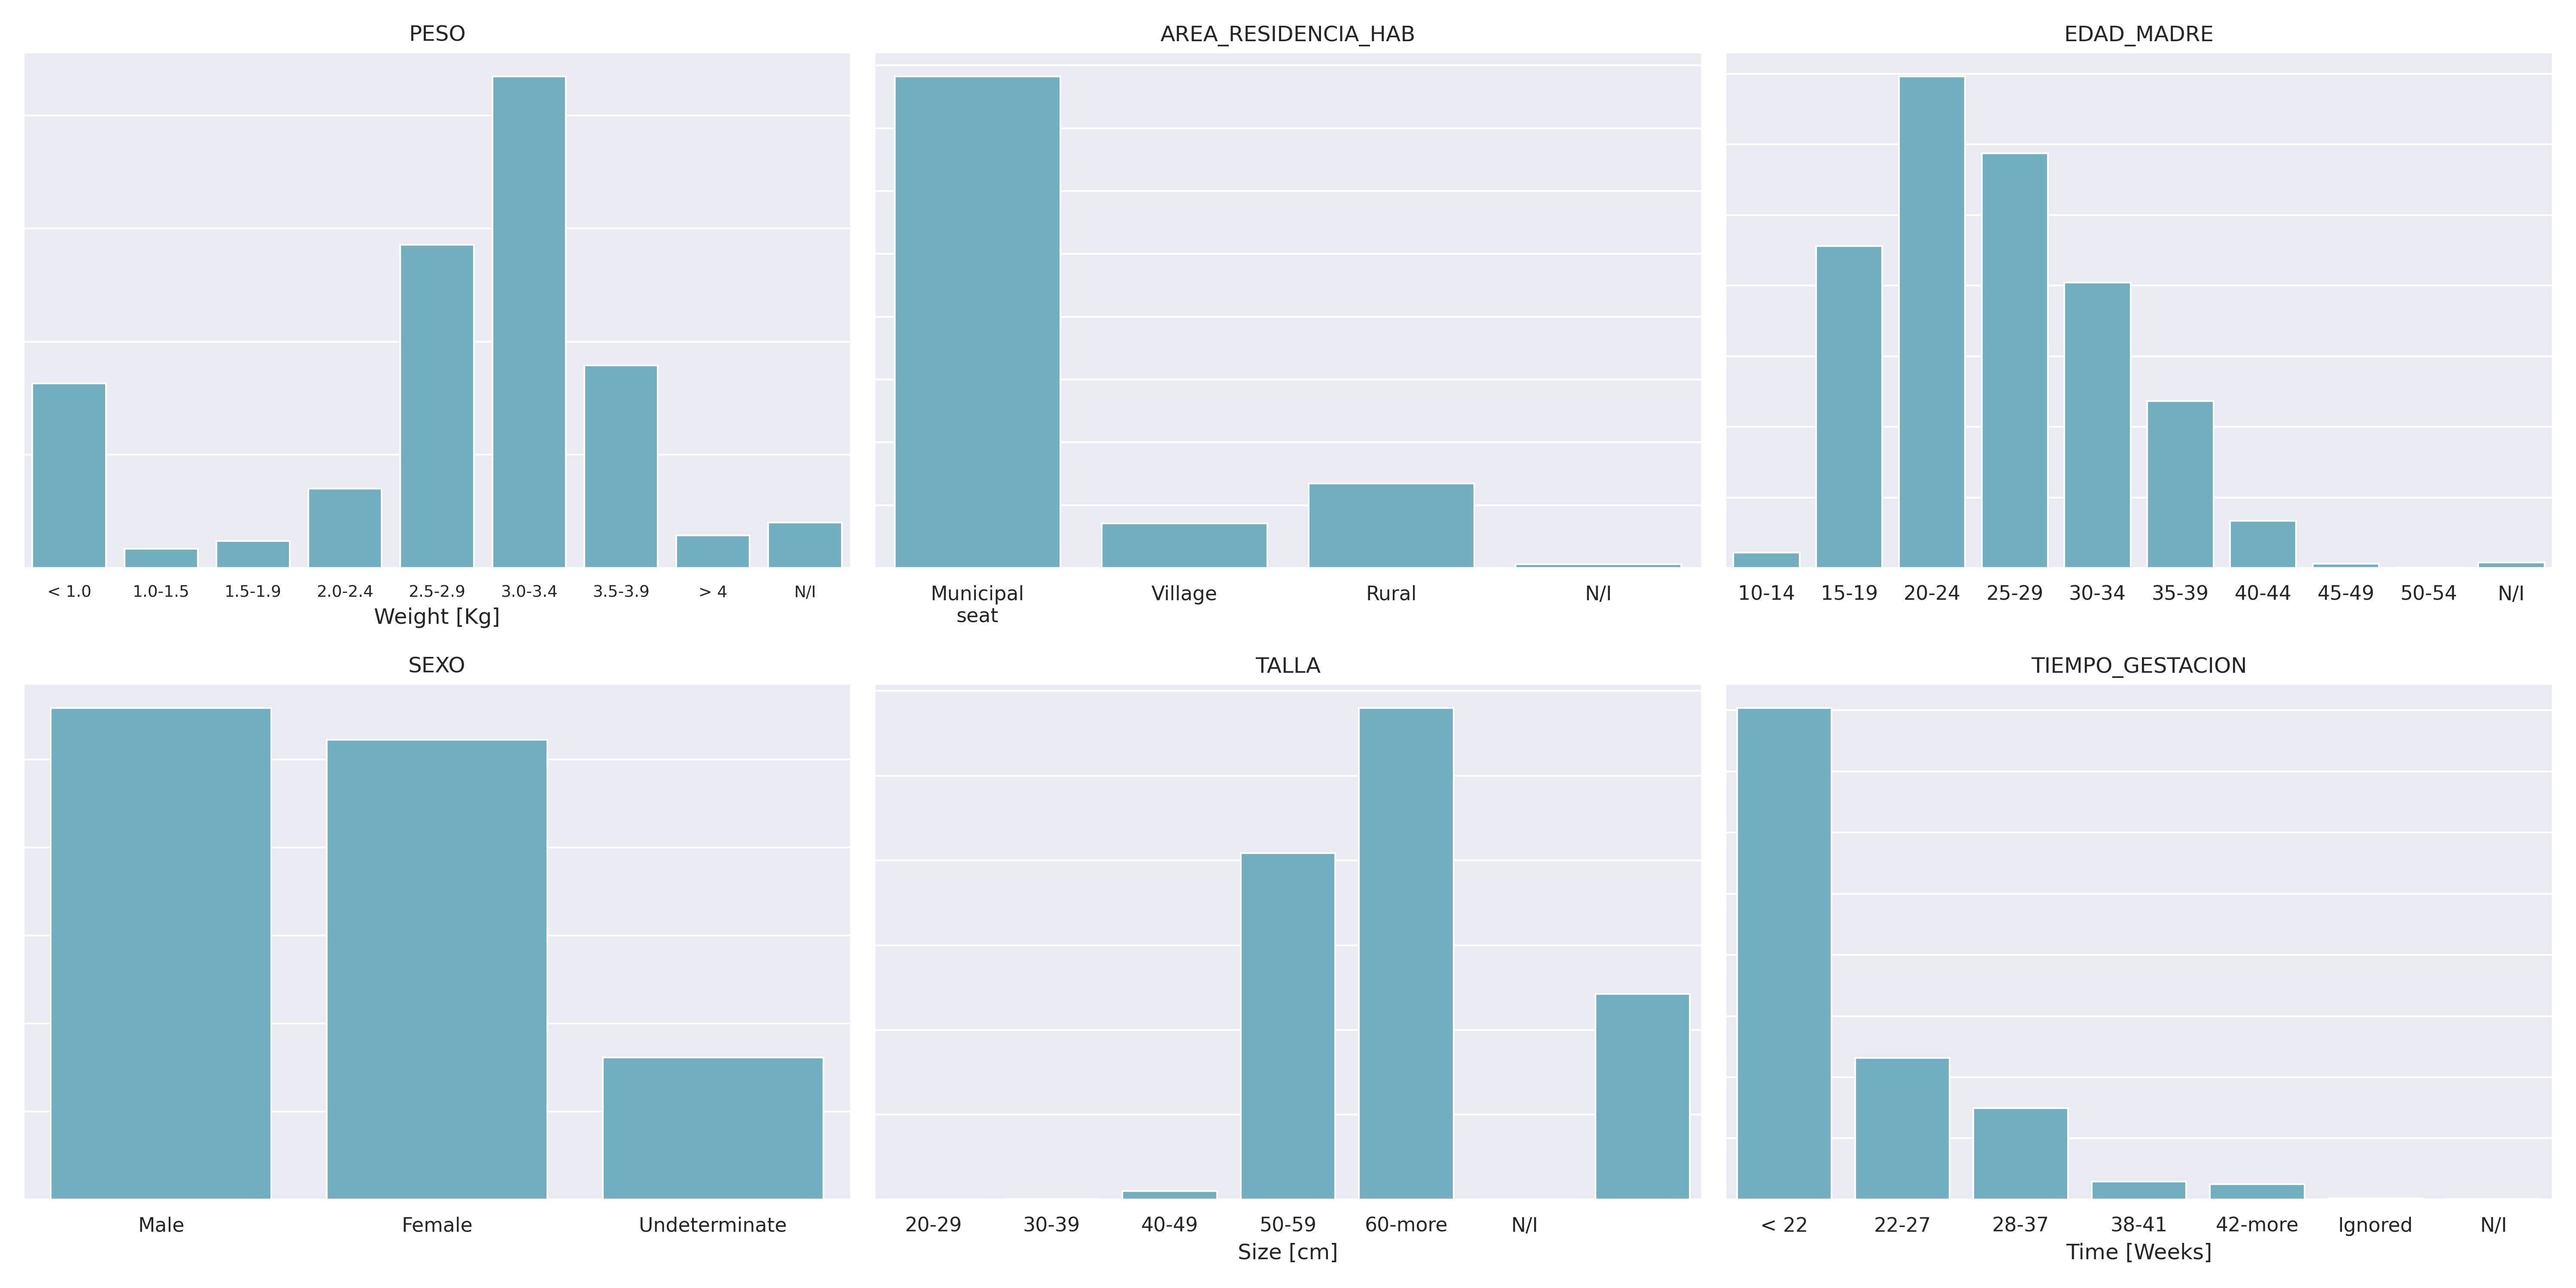 PESO
< 1.0 1.0-1.5 1.5-1.9 2.0-2.4 2.5-2.9 3.0-3.4 3.5-3.9 > 4 N/I
Weight [Kg]
AREA_RESIDENCIA_HAB
Municipal
seat
Village Rural N/I
EDAD_MADRE
10-14 15-19 20-24 25-29 30-34 35-39 40-44 45-49 50-54 N/I
SEXO
Male Female Undeterminate
TALLA
20-29 30-39 40-49 50-59 60-more N/I
Size [cm]
TIEMPO_GESTACION
< 22 22-27 28-37 38-41 42-more Ignored N/I
Time [Weeks]